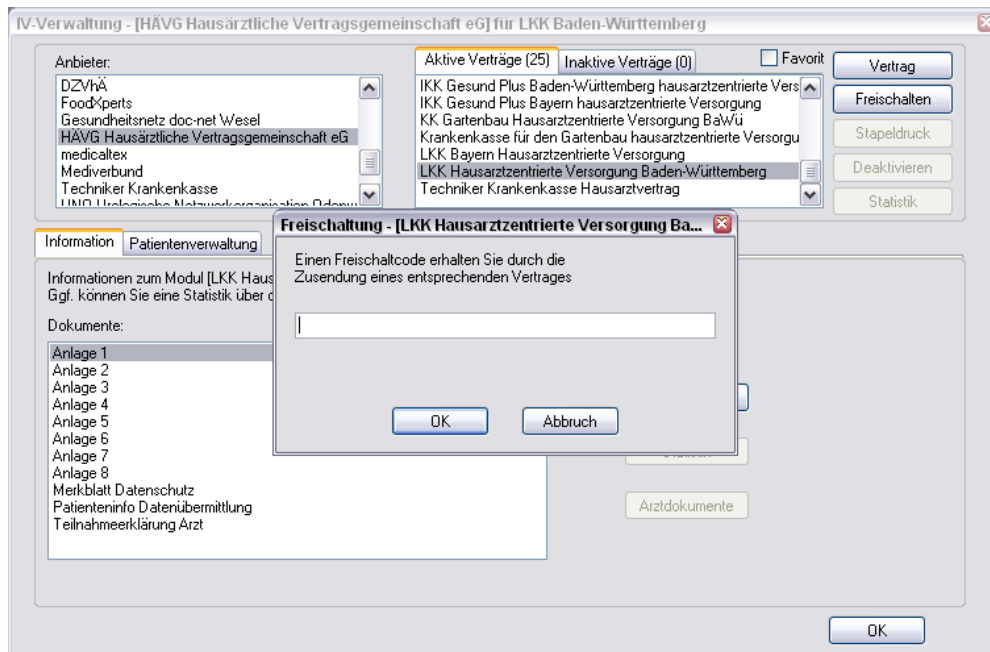 IV-Verwaltung - [HÄVG Hausärztliche Vertragsgemeinschaft eG] für LKK Baden-Württemberg
Anbieter:
DZVhÄ
FoodXperts
Gesundheitsnetz doc-net Wesel
HÄVG Hausärztliche Vertragsgemeinschaft eG
medicaltex
Mediverbund
Techniker Krankenkasse
UNO Urologische Netzwerkorganisation
Aktive Verträge (25)
Inaktive Verträge (0)
Favorit
IKK Gesund Plus Baden-Württemberg hausarztzentrierte Vers
IKK Gesund Plus Bayern hausarztzentrierte Versorgung
KK Gartenbau Hausarztzentrierte Versorgung BaWü
Krankenkasse für den Gartenbau hausarztzentrierte Versorgu
LKK Bayern Hausarztzentrierte Versorgung
LKK Hausarztzentrierte Versorgung Baden-Württemberg
Techniker Krankenkasse Hausarztvertrag
Vertrag
Freischalten
Stapeldruck
Deaktivieren
Statistik
Information
Patientenverwaltung
Informationen zum Modul [LKK Haus
Ggf. können Sie eine Statistik über
Dokumente:
Anlage 1
Anlage 2
Anlage 3
Anlage 4
Anlage 5
Anlage 6
Anlage 7
Anlage 8
Merkblatt Datenschutz
Patienteninfo Datenübermittlung
Teilnahmeerklärung Arzt
Freischaltung - [LKK Hausarztzentrierte Versorgung Ba...
Einen Freischaltcode erhalten Sie durch die
Zusendung eines entsprechenden Vertrages
OK
Abbruch
Arztdokumente
OK